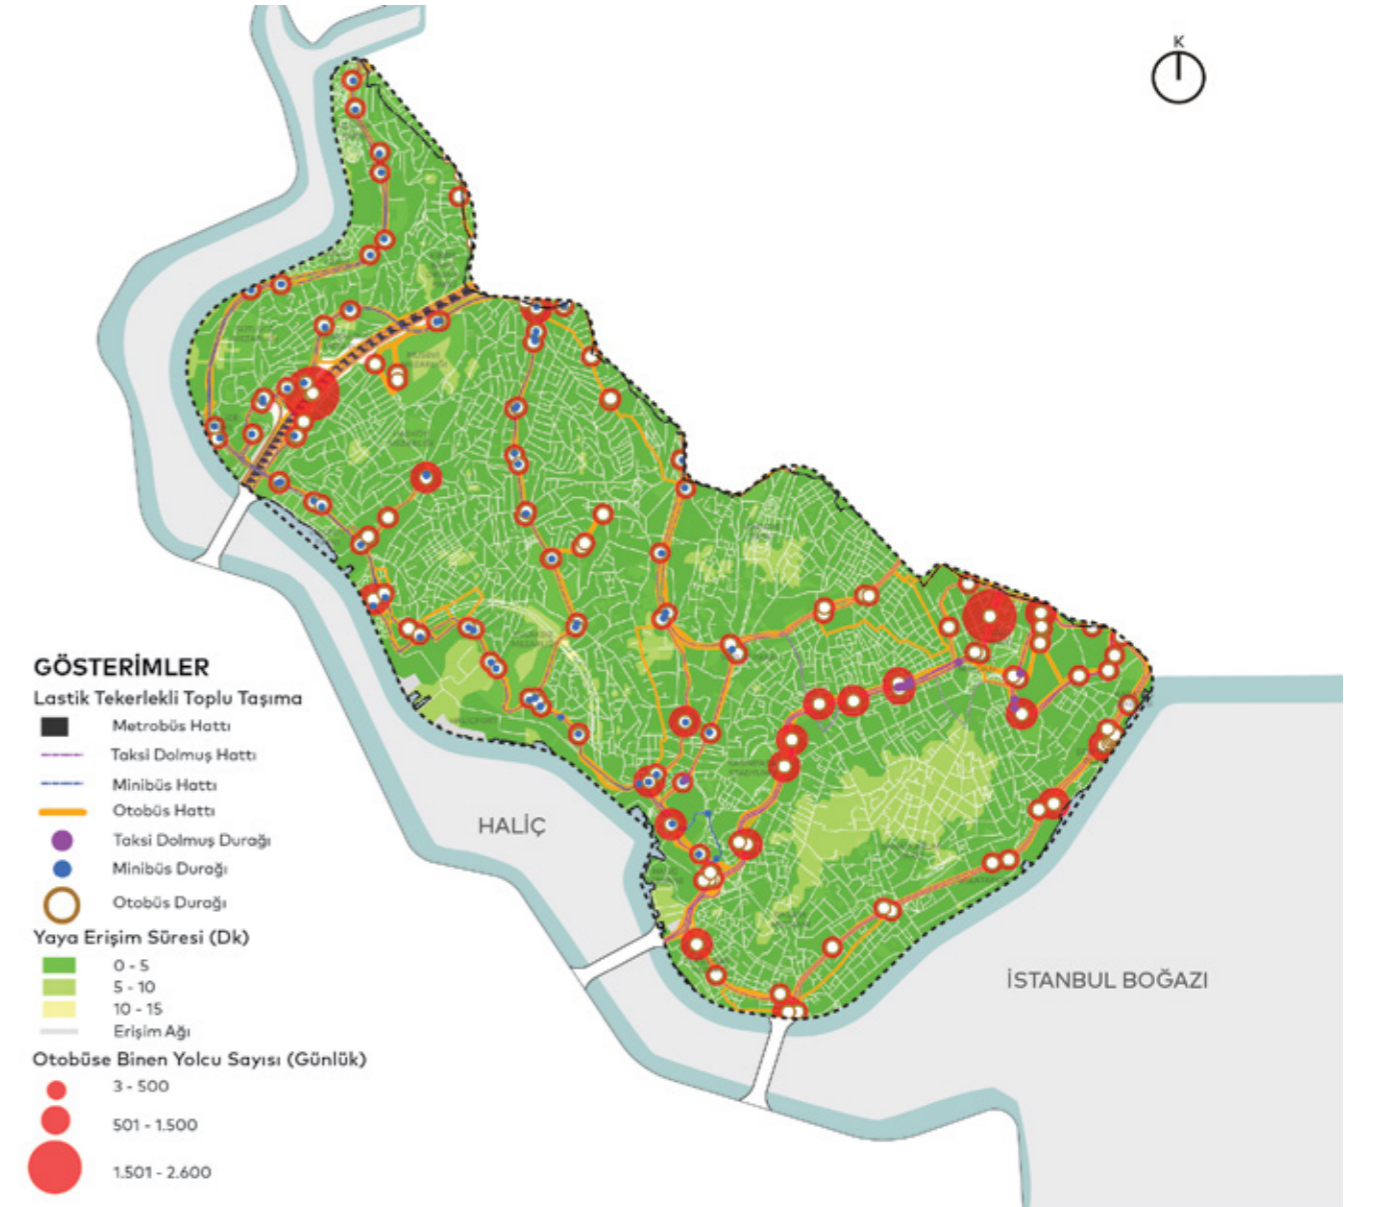 K
HALİÇ
İSTANBUL BOĞAZI
GÖSTERİMLER
Lastik Tekerlekli Toplu Taşıma
Metrobüs Hattı
Taksi Dolmuş Hattı
Minibüs Hattı
Otobüs Hattı
Taksi Dolmuş Durağı
Minibüs Durağı
Otobüs Durağı
Yaya Erişim Süresi (Dk)
0 - 5
5 - 10
10 - 15
Erişim Ağı
Otobüse Binen Yolcu Sayısı (Günlük)
3 - 500
501 - 1.500
1.501 - 2.600